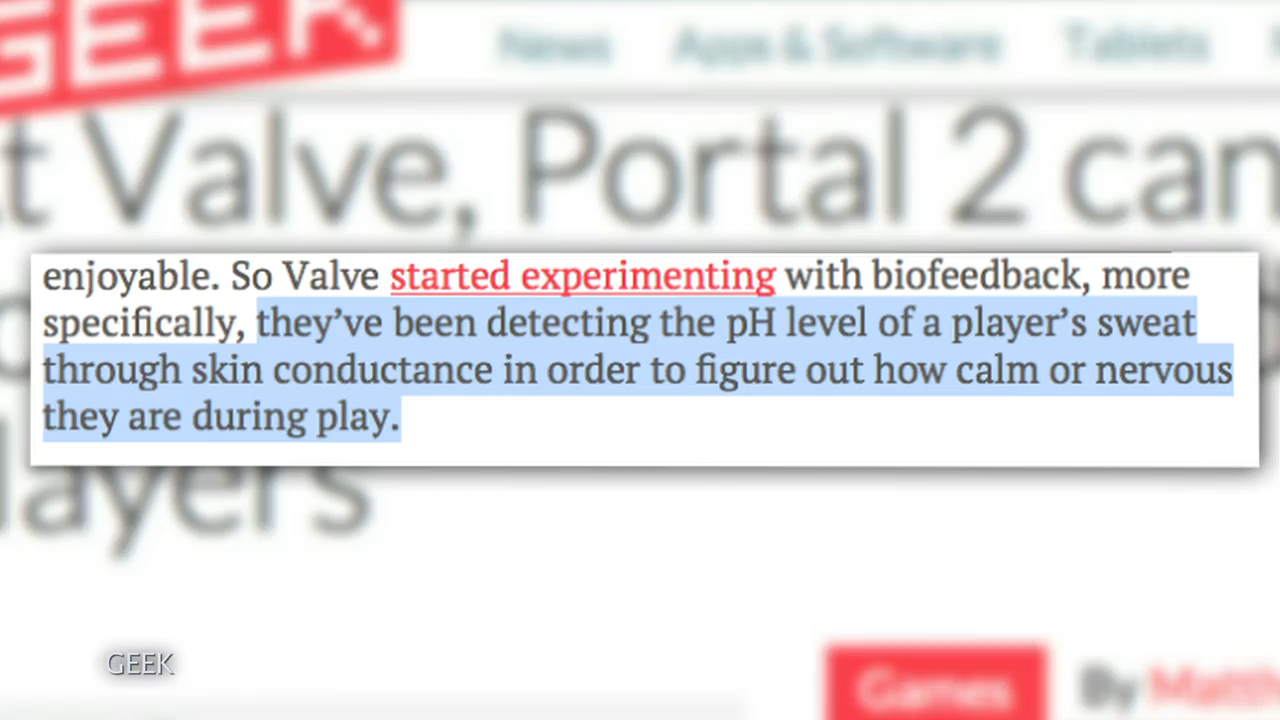 GEEK
News Apps & Software Tablets
t Valve, Portal 2 can
enjoyable. So Valve started experimenting with biofeedback, more
specifically, they’ve been detecting the pH level of a player’s sweat
through skin conductance in order to figure out how calm or nervous
they are during play.
layers
GEEK
Games By